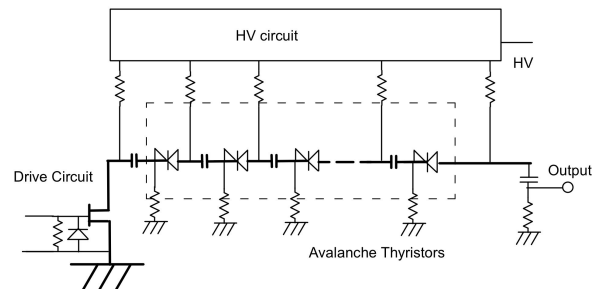 HV circuit
HV
Drive Circuit
Output
Avalanche Thyristors